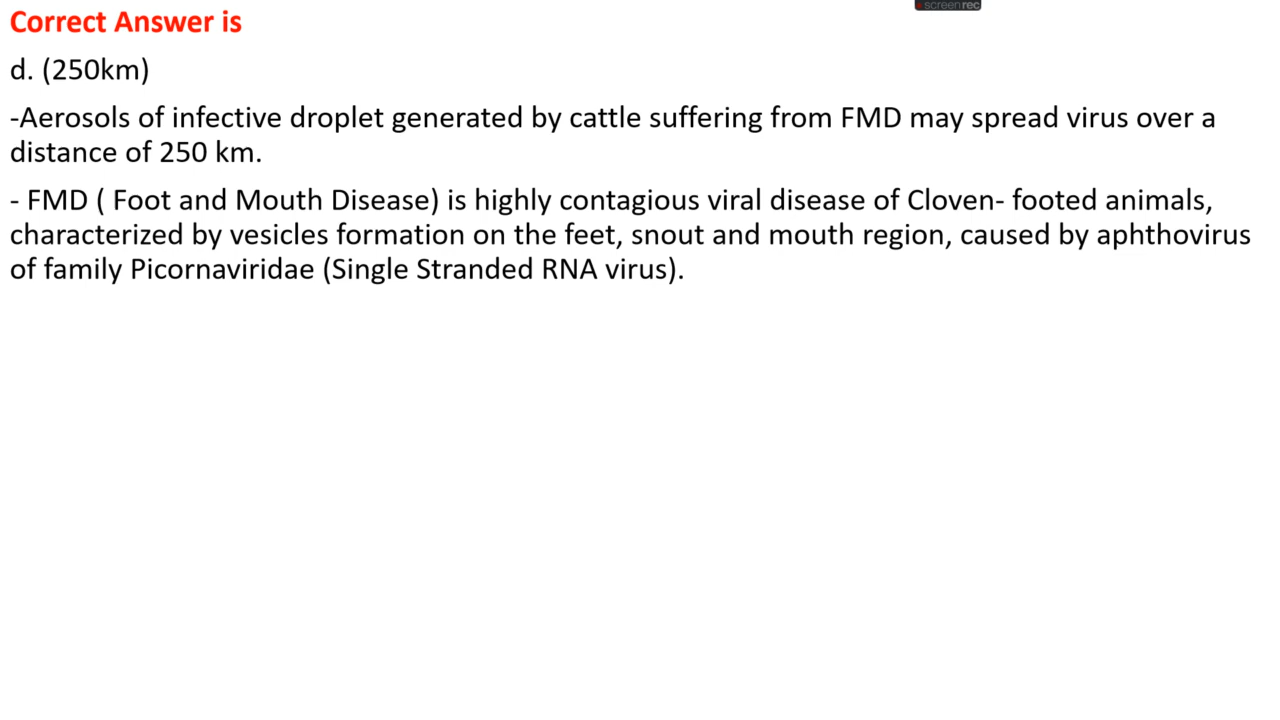 screenrec
Correct Answer is
d. (250km)
-Aerosols of infective droplet generated by cattle suffering from FMD may spread virus over a
distance of 250 km.
- FMD ( Foot and Mouth Disease) is highly contagious viral disease of Cloven- footed animals,
characterized by vesicles formation on the feet, snout and mouth region, caused by aphthovirus
of family Picornaviridae (Single Stranded RNA virus).